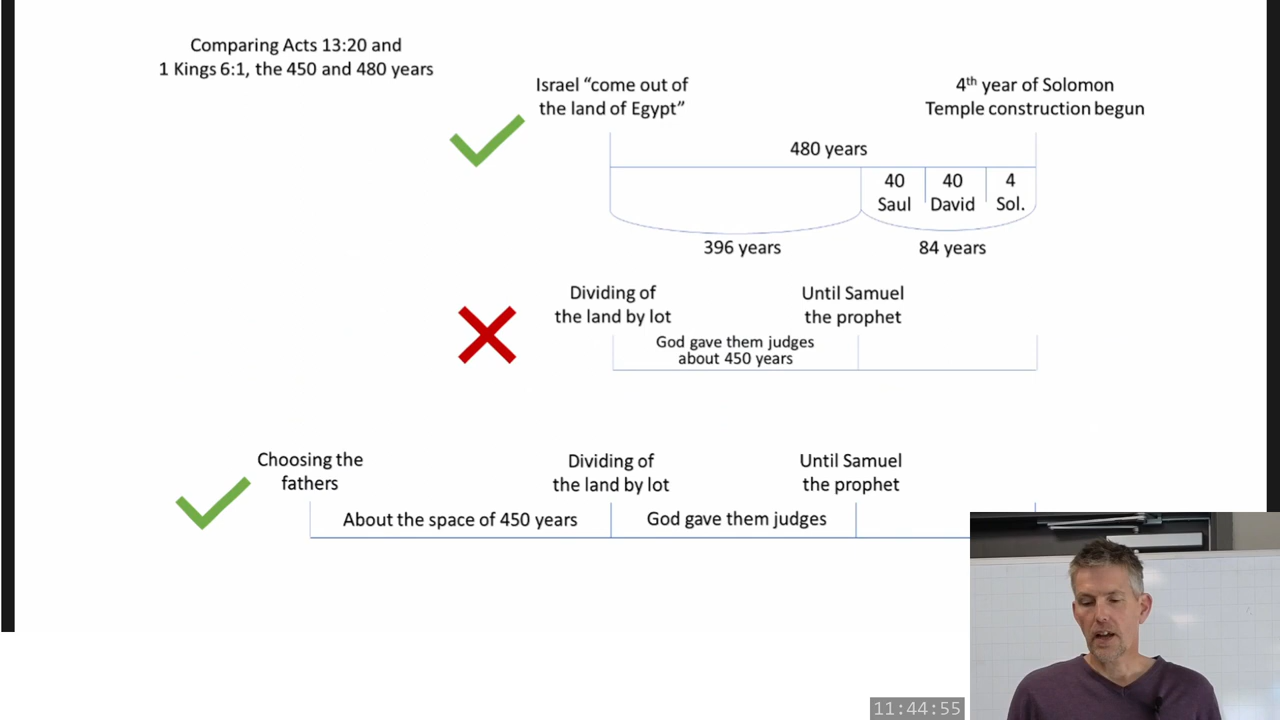 Comparing Acts 13:20 and
1 Kings 6:1, the 450 and 480 years
Israel “come out of
the land of Egypt”
4th year of Solomon
Temple construction begun
480 years
40
Saul
40
David
4
Sol.
396 years
84 years
Dividing of
the land by lot
Until Samuel
the prophet
God gave them judges
about 450 years
Choosing the
fathers
Dividing of
the land by lot
Until Samuel
the prophet
About the space of 450 years
God gave them judges
11:44:55